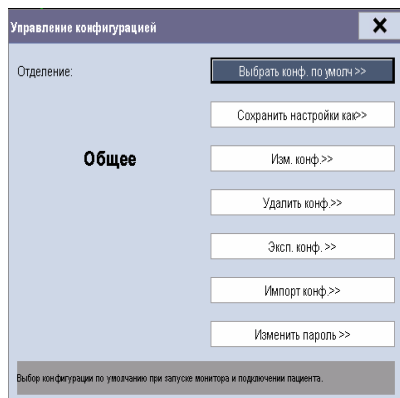 Управление конфигурацией
Отделение:
Выбрать конф. по умолч >>
Сохранить настройки как>>
Общее
Изм. конф.>>
Удалить конф.>>
Эксп. конф. >>
Импорт конф.>>
Изменить пароль >>
Выбор конфигурации по умолчанию при запуске монитора и подключении пациента.